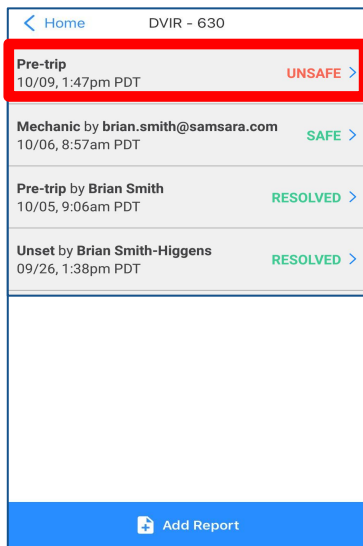 Home DVIR - 630
Pre-trip
10/09, 1:47pm PDT
UNSAFE
Mechanic by brian.smith@samsara.com
10/06, 8:57am PDT
SAFE
Pre-trip by Brian Smith
10/05, 9:06am PDT
RESOLVED
Unset by Brian Smith-Higgens
09/26, 1:38pm PDT
RESOLVED
Add Report